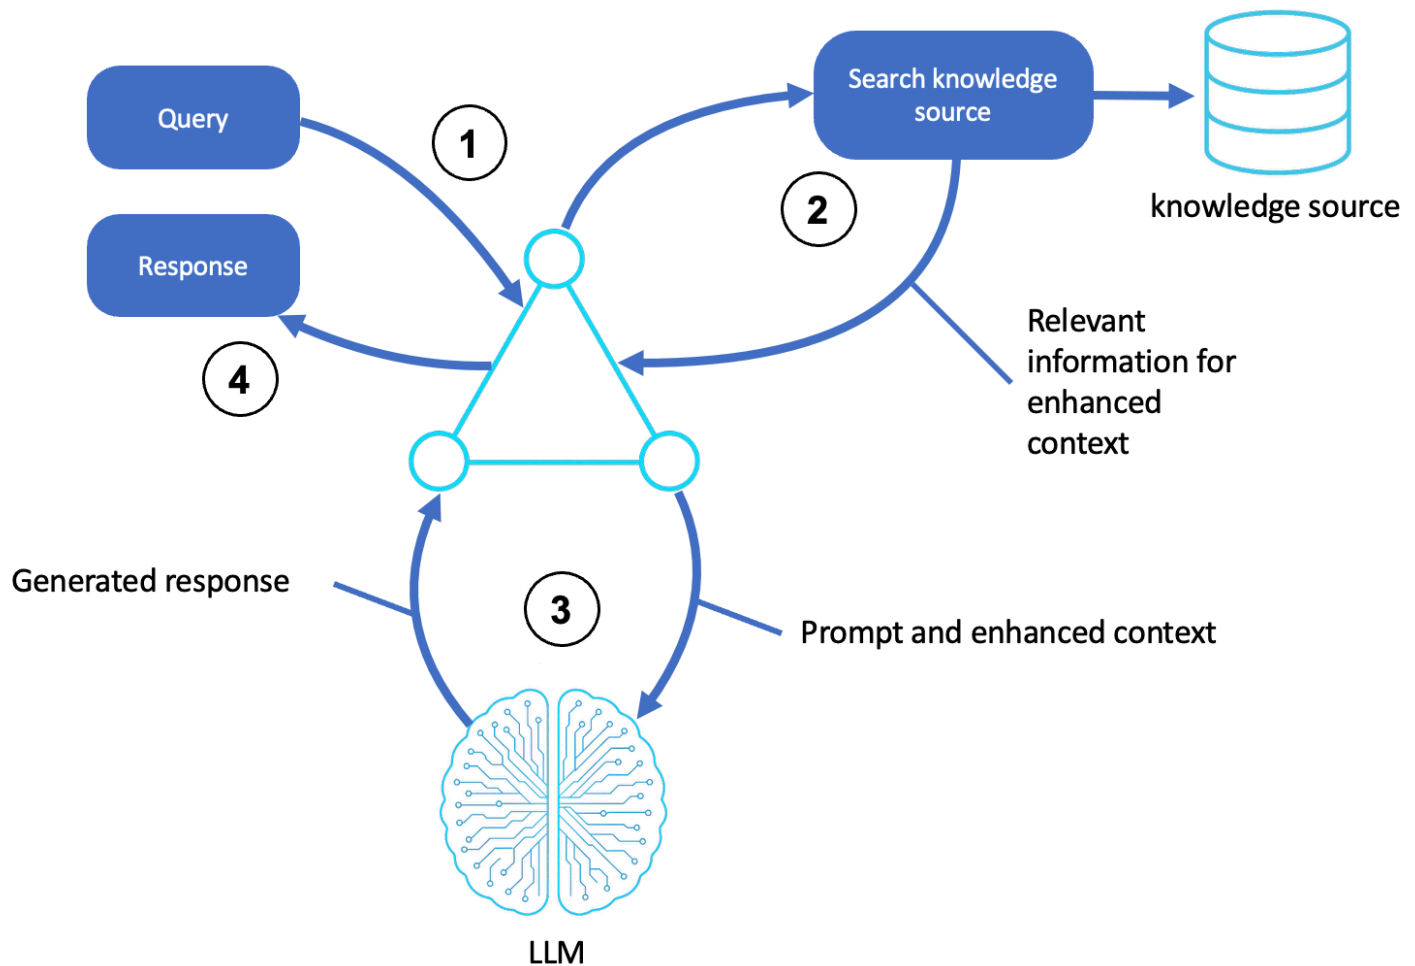 Query
1
Search knowledge
source
knowledge source
2
Response
4
Relevant
information for
enhanced
context
Generated response
3
Prompt and enhanced context
LLM